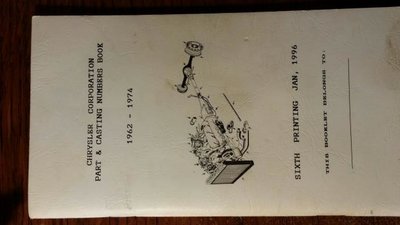 CHRYSLER CORPORATION
PART & CASTING NUMBERS BOOK
1962 - 1974
SIXTH PRINTING JAN, 1996
THIS BOOKLET BELONGS TO: